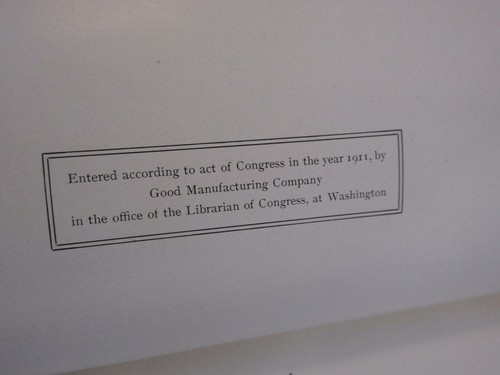 Entered according to act of Congress in the year 1911, by
Good Manufacturing Company
in the office of the Librarian of Congress, at Washington